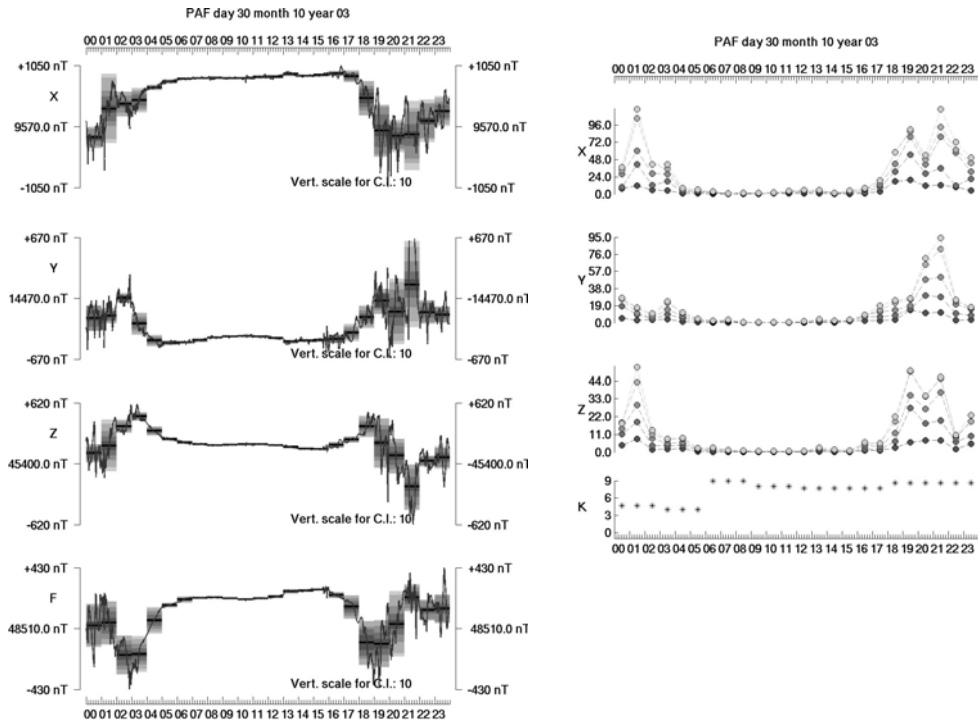 PAF day 30 month 10 year 03
00 01 02 03 04 05 06 07 08 09 10 11 12 13 14 15 16 17 18 19 20 21 22 23
+1050 nT
+1050 nT
X
9570.0 nT
9570.0 nT
-1050 nT
-1050 nT
Vert. scale for C.I.: 10
+670 nT
+670 nT
Y
14470.0 nT
-14470.0 nT
-670 nT
-670 nT
Vert. scale for C.I.: 10
+620 nT
+620 nT
Z
45400.0 nT
45400.0 nT
-620 nT
-620 nT
Vert. scale for C.I.: 10
+430 nT
+430 nT
F
48510.0 nT
48510.0 nT
-430 nT
-430 nT
Vert. scale for C.I.: 10
00 01 02 03 04 05 06 07 08 09 10 11 12 13 14 15 16 17 18 19 20 21 22 23
PAF day 30 month 10 year 03
00 01 02 03 04 05 06 07 08 09 10 11 12 13 14 15 16 17 18 19 20 21 22 23
96.0
72.0
X
48.0
24.0
0.0
95.0
76.0
57.0
Y
38.0
19.0
0.0
44.0
33.0
Z
22.0
11.0
0.0
9
6
K
3
0
00 01 02 03 04 05 06 07 08 09 10 11 12 13 14 15 16 17 18 19 20 21 22 23